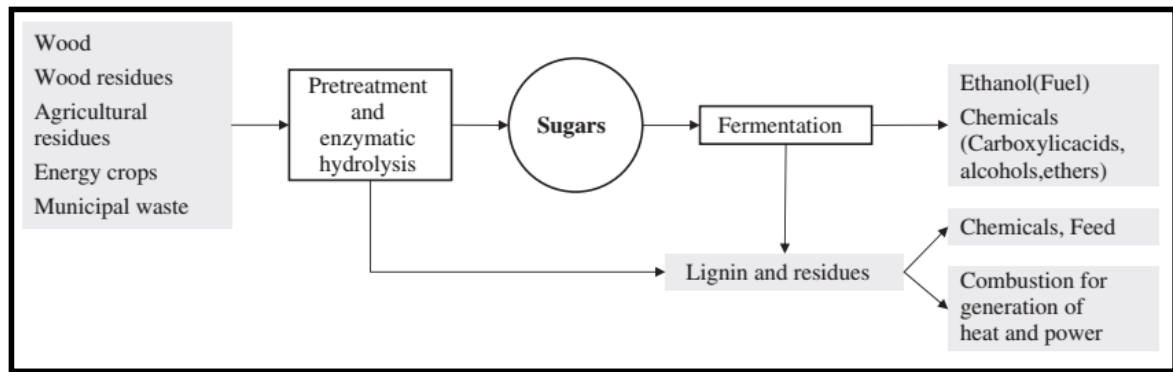 Wood
Wood residues
Agricultural
residues
Energy crops
Municipal waste
Pretreatment
and
enzymatic
hydrolysis
Sugars
Fermentation
Ethanol(Fuel)
Chemicals
(Carboxylicacids,
alcohols,ethers)
Lignin and residues
Chemicals, Feed
Combustion for
generation of
heat and power